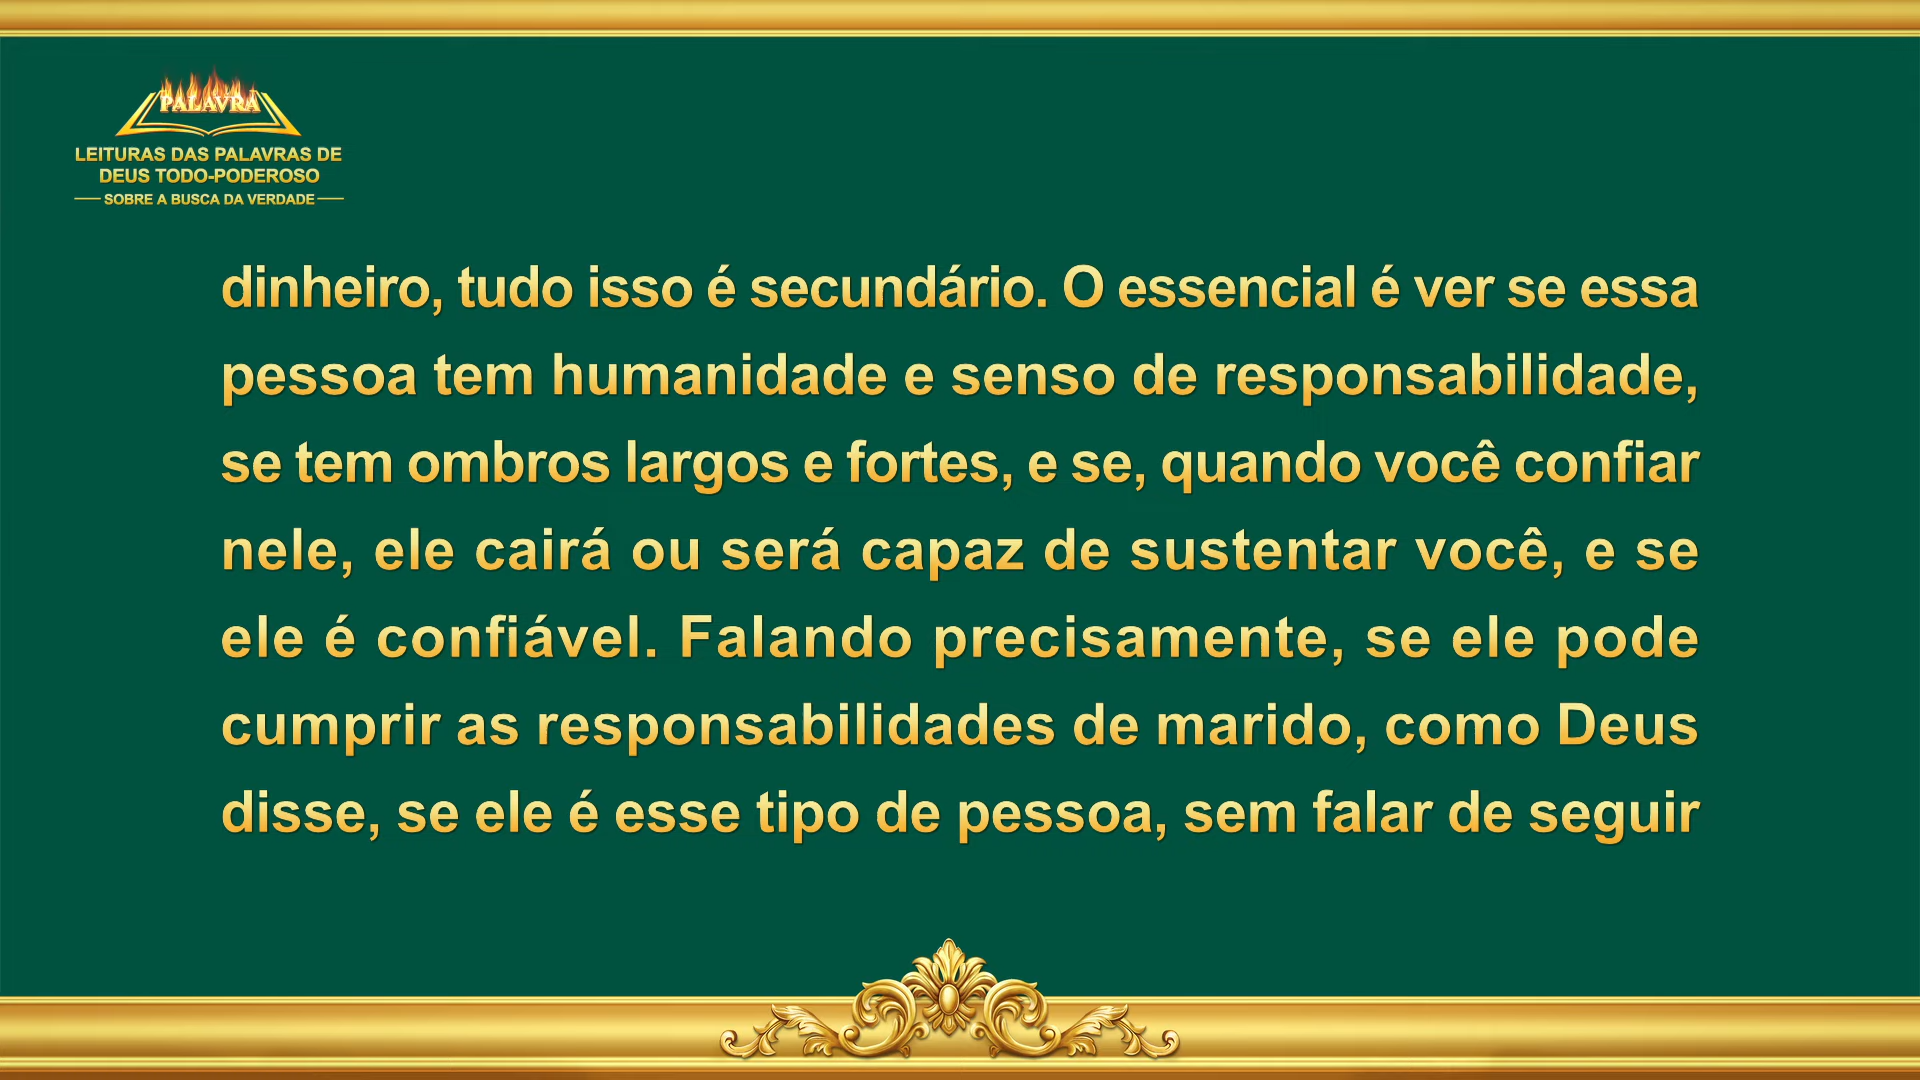 PALAVRA
LEITURAS DAS PALAVRAS DE
DEUS TODO-PODEROSO
SOBRE A BUSCA DA VERDADE
dinheiro, tudo isso é secundário. O essencial é ver se essa
pessoa tem humanidade e senso de responsabilidade,
se tem ombros largos e fortes, e se, quando você confiar
nele, ele cairá ou será capaz de sustentar você, e se
ele é confiável. Falando precisamente, se ele pode
cumprir as responsabilidades de marido, como Deus
disse, se ele é esse tipo de pessoa, sem falar de seguir